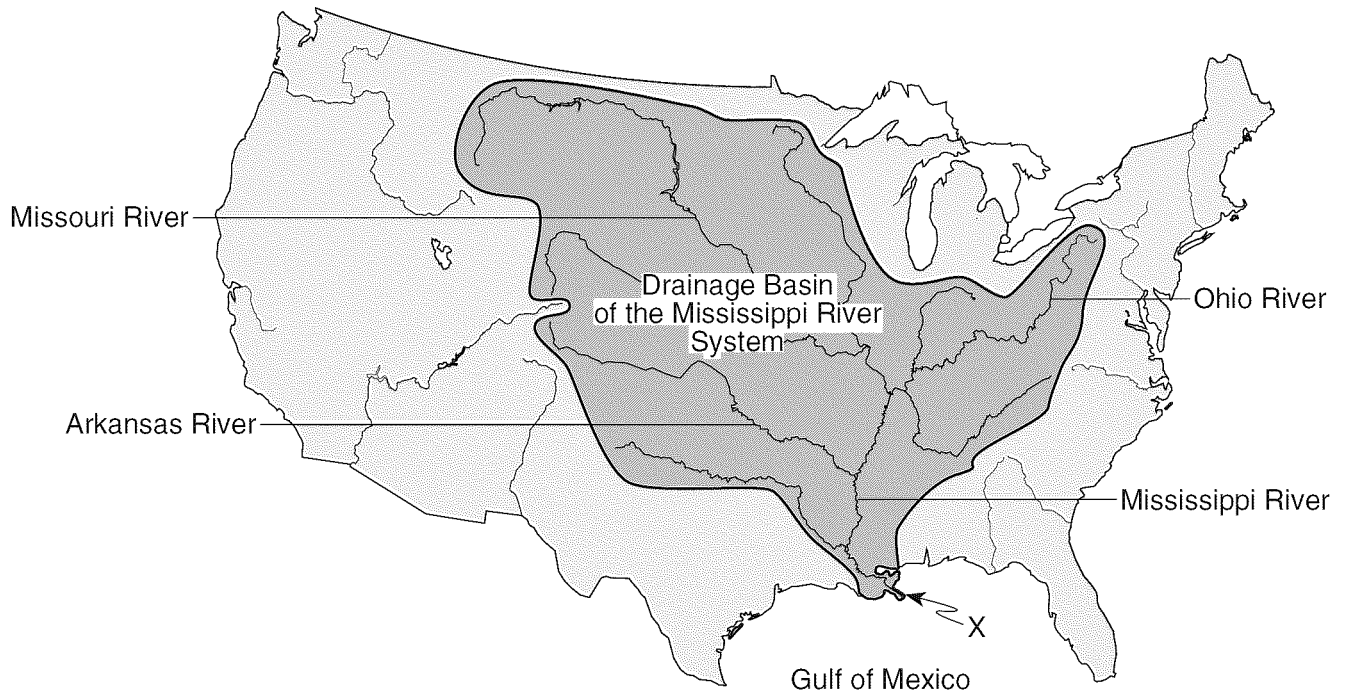 Missouri River
Drainage Basin
of the Mississippi River
System
Ohio River
Arkansas River
Mississippi River
X
Gulf of Mexico